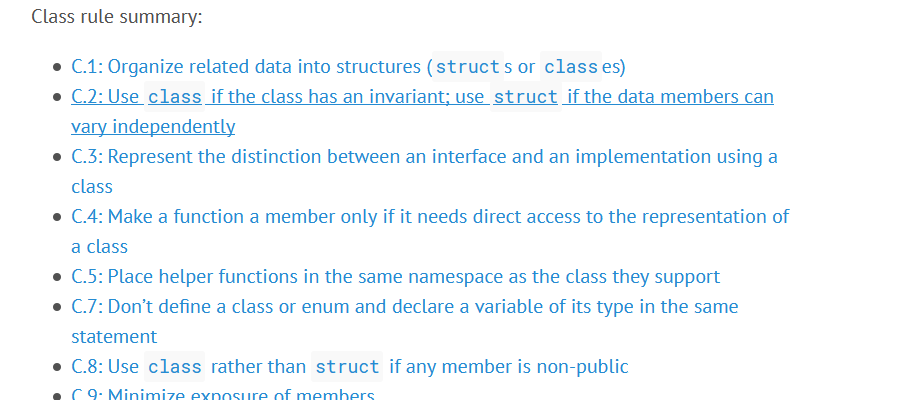 Class rule summary:
C.1: Organize related data into structures (structs or classes)
C.2: Use class if the class has an invariant; use struct if the data members can
vary independently
C.3: Represent the distinction between an interface and an implementation using a
class
C.4: Make a function a member only if it needs direct access to the representation of
a class
C.5: Place helper functions in the same namespace as the class they support
C.7: Don’t define a class or enum and declare a variable of its type in the same
statement
C.8: Use class rather than struct if any member is non-public
C.9: Minimize exposure of members